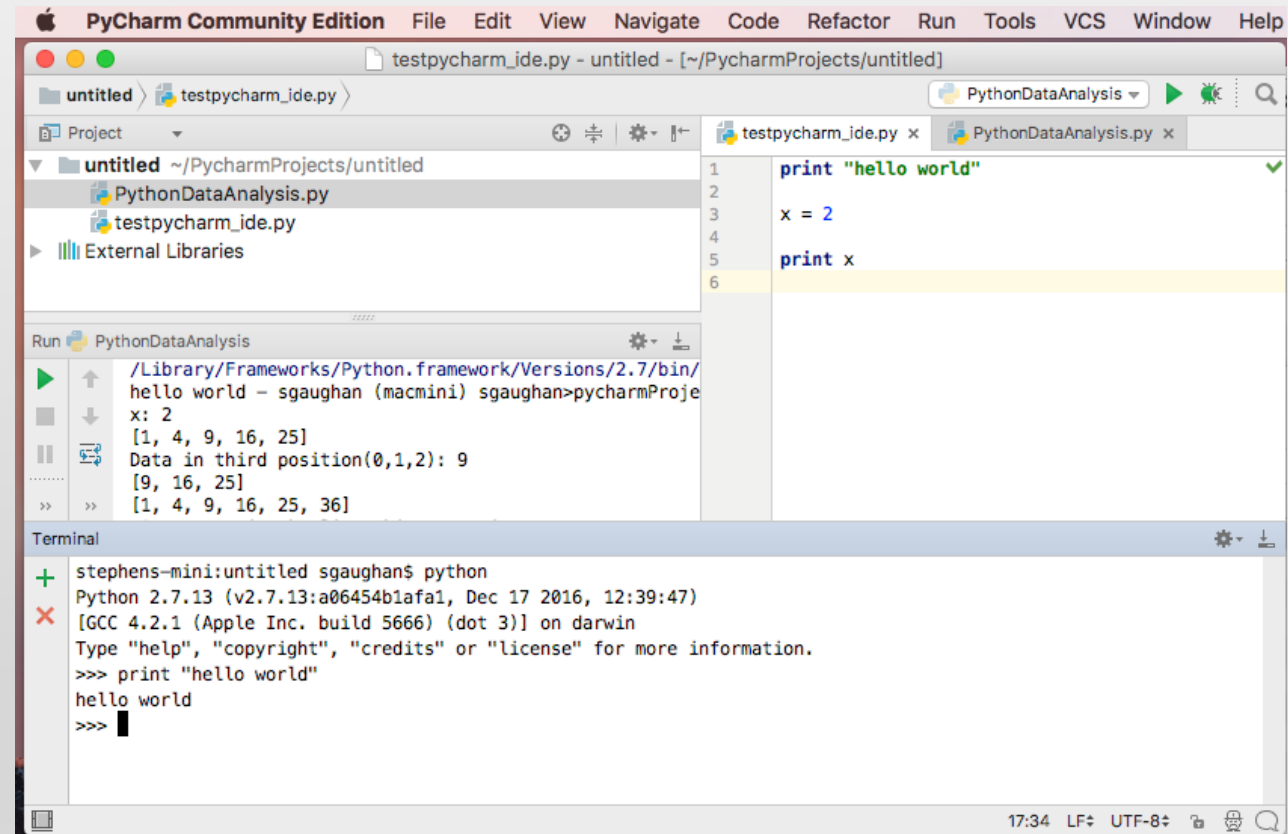 PyCharm Community Edition File Edit View Navigate Code Refactor Run Tools VCS Window Help
testpycharm_ide.py - untitled - [~/PycharmProjects/untitled]
untitled testpycharm_ide.py PythonDataAnalysis
Project
untitled ~/PycharmProjects/untitled
PythonDataAnalysis.py
testpycharm_ide.py
External Libraries
testpycharm_ide.py × PythonDataAnalysis.py ×
1 print "hello world"
2
3 x = 2
4
5 print x
6
Run PythonDataAnalysis
/Library/Frameworks/Python.framework/Versions/2.7/bin/
hello world – sgaughan (macmini) sgaughan>pycharmProje
x: 2
[1, 4, 9, 16, 25]
Data in third position(0,1,2): 9
[9, 16, 25]
[1, 4, 9, 16, 25, 36]
Terminal
stephens-mini:untitled sgaughan$ python
Python 2.7.13 (v2.7.13:a06454b1afa1, Dec 17 2016, 12:39:47)
[GCC 4.2.1 (Apple Inc. build 5666) (dot 3)] on darwin
Type "help", "copyright", "credits" or "license" for more information.
>>> print "hello world"
hello world
>>>
17:34 LF UTF-8